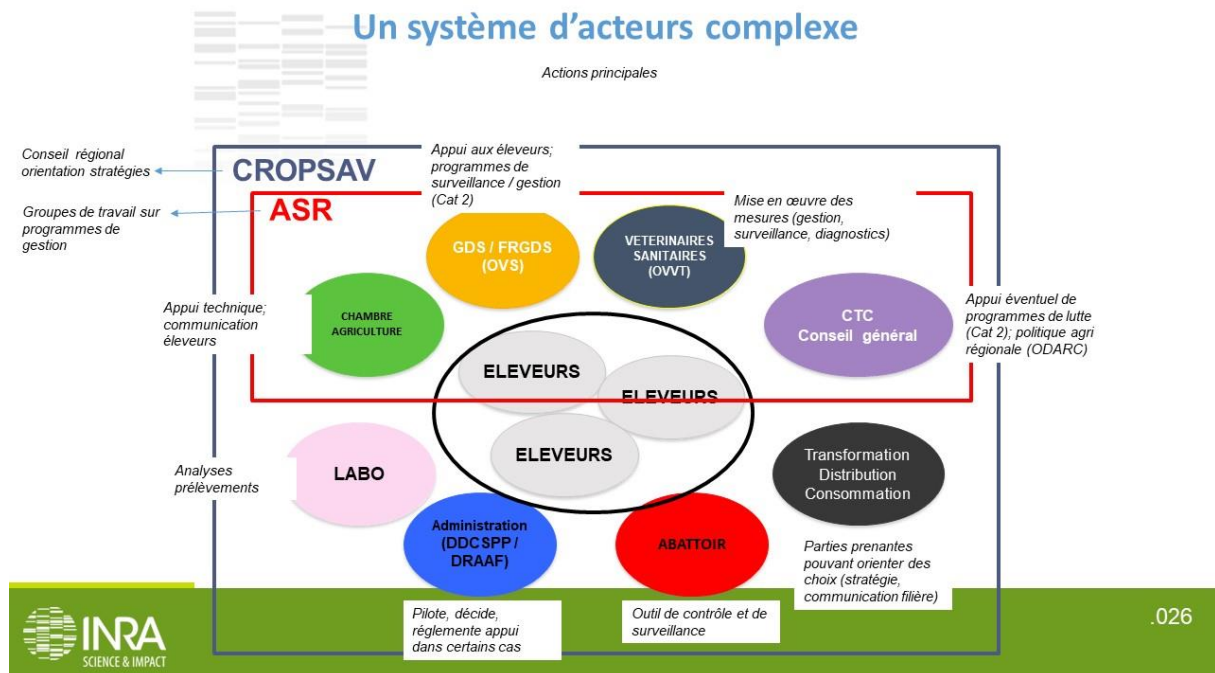 Un système d'acteurs complexe
Actions principales
Conseil régional
orientation stratégies
CROPSAV
Appui aux éleveurs;
programmes de
surveillance / gestion
(Cat 2)
Groupes de travail sur
programmes de
gestion
ASR
Mise en œuvre des
mesures (gestion,
surveillance, diagnostics)
GDS / FRGDS
(OVS)
VETERINAIRES
SANITAIRES
(OVVT)
Appui technique;
communication
éleveurs
CHAMBRE
AGRICULTURE
CTC
Conseil général
Appui éventuel de
programmes de lutte
(Cat 2); politique agri
régionale (ODARC)
ELEVEURS
ELEVEURS
ELEVEURS
Analyses
prélèvements
LABO
Transformation
Distribution
Consommation
Administration
(DDCSPP /
DRAAF)
ABATTOIR
Parties prenantes
pouvant orienter des
choix (stratégie,
communication filière)
Pilote, décide,
réglemente appui
dans certains cas
Outil de contrôle et de
surveillance
INRA
SCIENCE & IMPACT
.026